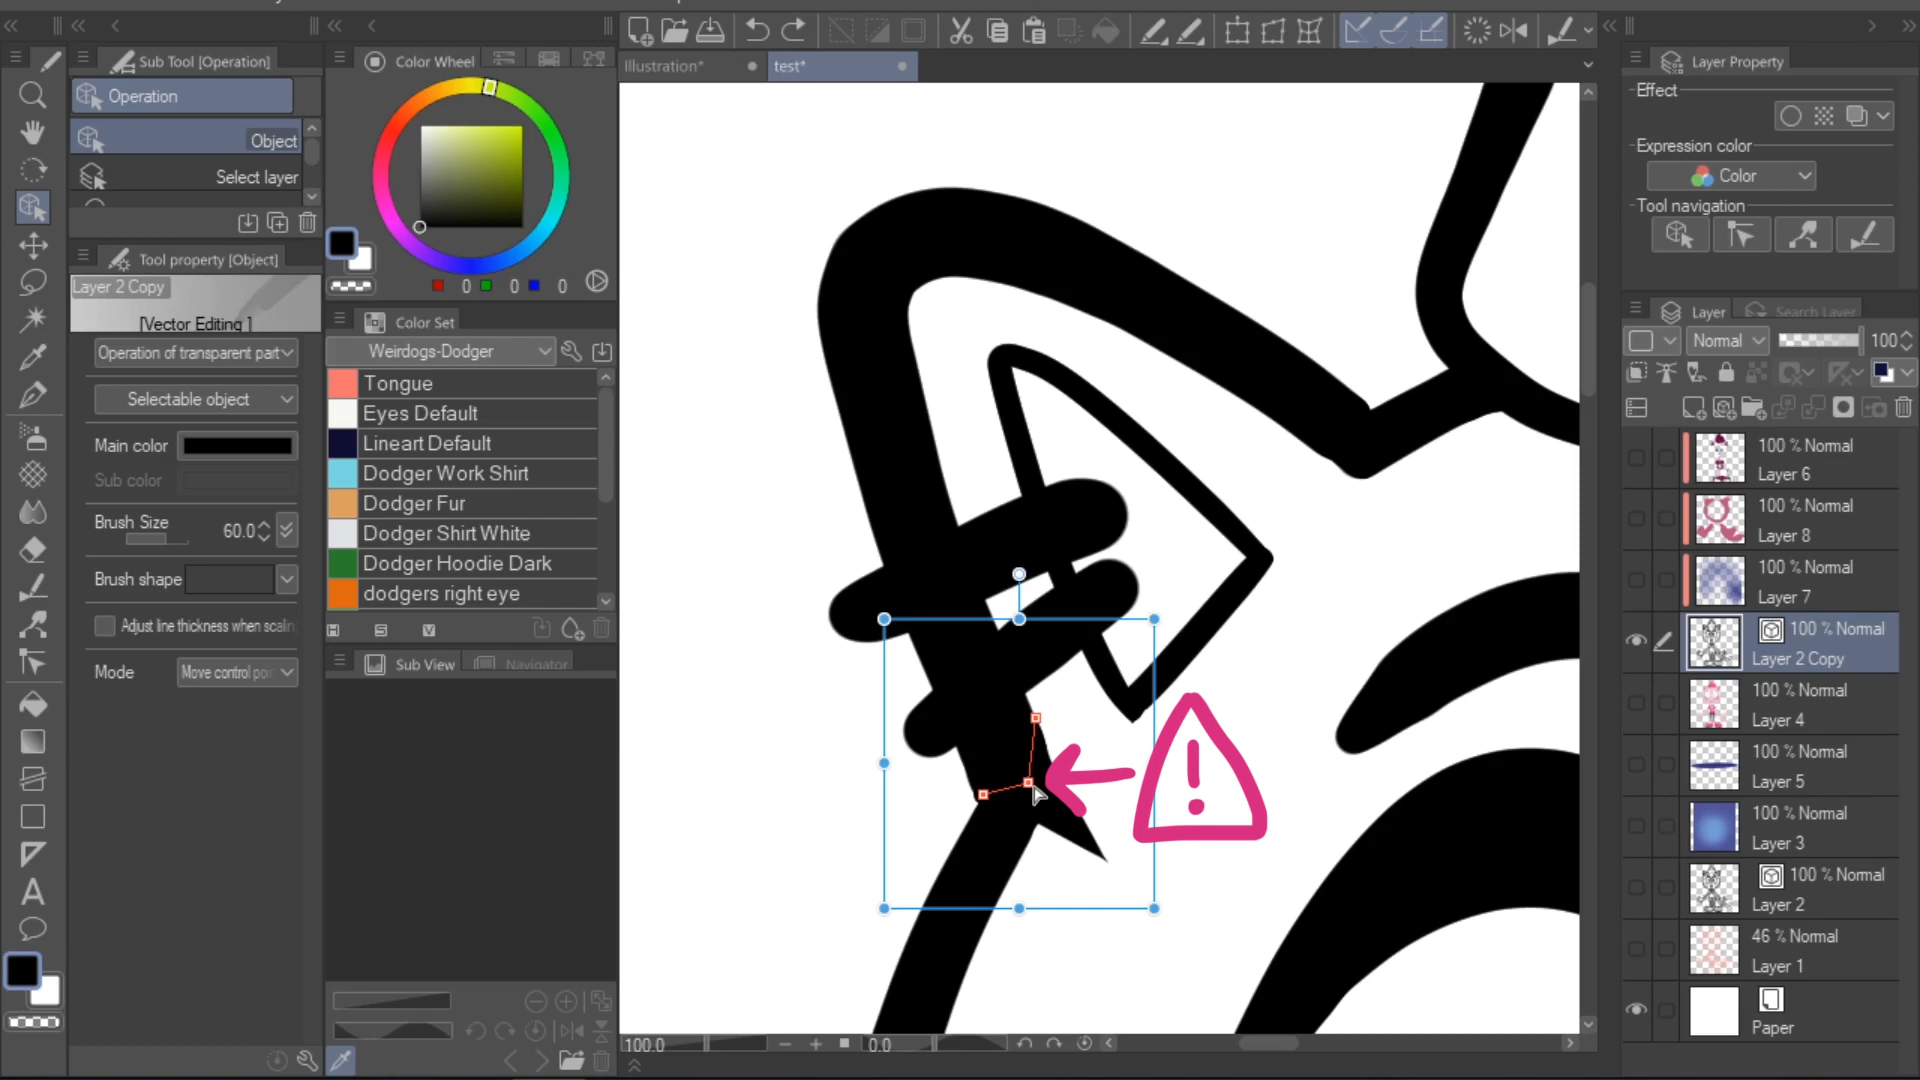 Sub Tool [Operation]
Operation
Object
Select layer
Tool property [Object]
Layer 2 Copy
[Vector Editing ]
Operation of transparent part
Selectable object
Main color
Sub color
Brush Size
60.0
Brush shape
Adjust line thickness when scalin
Mode
Move control poi
Color Wheel
0
0
0
Color Set
Weirdogs-Dodger
Tongue
Eyes Default
Lineart Default
Dodger Work Shirt
Dodger Fur
Dodger Shirt White
Dodger Hoodie Dark
dodgers right eye
H
S
V
Sub View
Navigator
Illustration*
test*
!
100.0
0.0
Layer Property
Effect
Expression color
Color
Tool navigation
Layer
Search Layer
Normal
100
100 % Normal
Layer 6
100 % Normal
Layer 8
100 % Normal
Layer 7
100 % Normal
Layer 2 Copy
100 % Normal
Layer 4
100 % Normal
Layer 5
100 % Normal
Layer 3
100 % Normal
Layer 2
46 % Normal
Layer 1
Paper
A